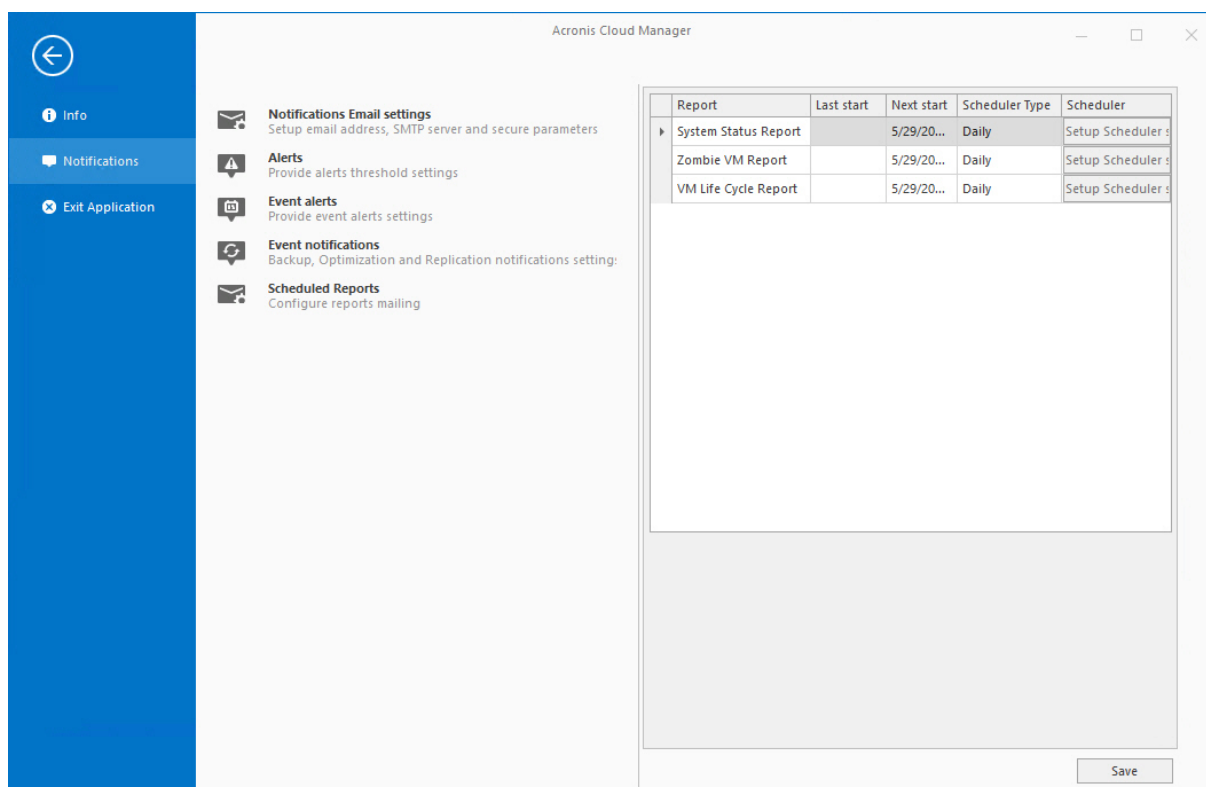 Acronis Cloud Manager
Info
Notifications
Exit Application
Notifications Email settings
Setup email address, SMTP server and secure parameters
Alerts
Provide alerts threshold settings
Event alerts
Provide event alerts settings
Event notifications
Backup, Optimization and Replication notifications setting
Scheduled Reports
Configure reports mailing
Report Last start Next start Scheduler Type Scheduler
System Status Report 5/29/20... Daily Setup Scheduler s
Zombie VM Report 5/29/20... Daily Setup Scheduler s
VM Life Cycle Report 5/29/20... Daily Setup Scheduler s
Save